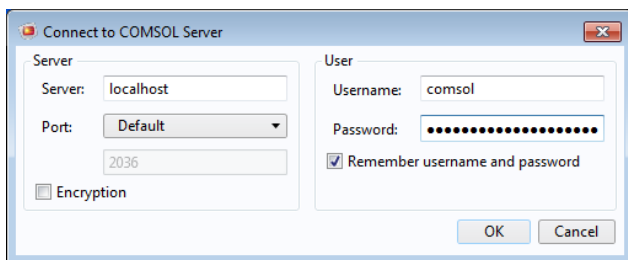 Connect to COMSOL Server
Server
Server: localhost
Port: Default
2036
Encryption
User
Username: comsol
Password: ●●●●●●●●●●●●●●●●●●●●
Remember username and password
OK Cancel